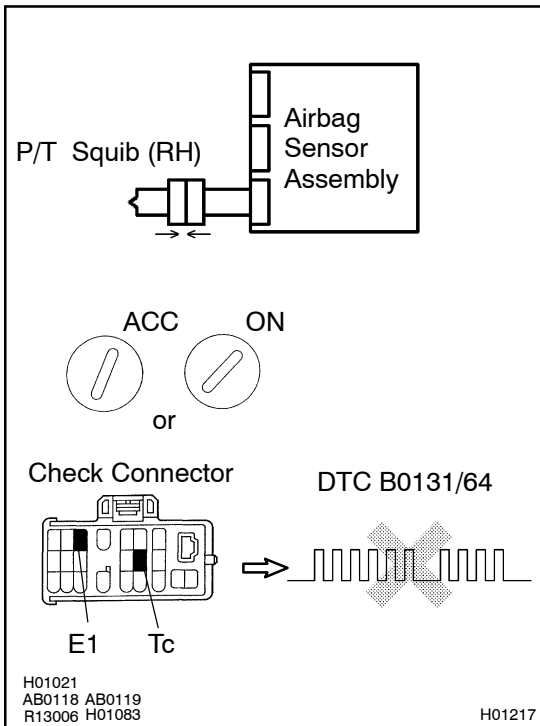 Airbag
Sensor
Assembly
P/T Squib (RH)
ACC ON
or
Check Connector
DTC B0131/64
E1 Tc
H01021
AB0118 AB0119
R13006 H01083
H01217